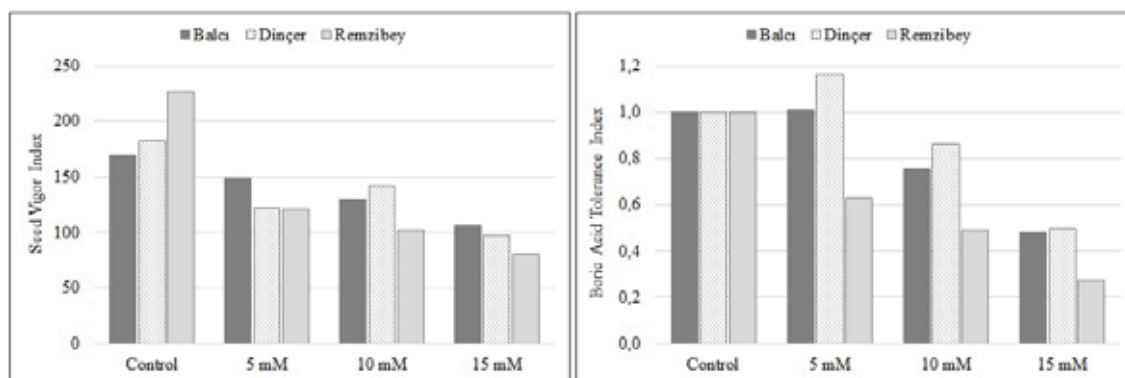 Balcı Dinçer Remzibey
250
200
150
100
50
0
Seed Vigor Index
Control 5 mM 10 mM 15 mM
Balcı Dinçer Remzibey
1,2
1,0
0,8
0,6
0,4
0,2
0,0
Boric Acid Tolerance Index
Control 5 mM 10 mM 15 mM